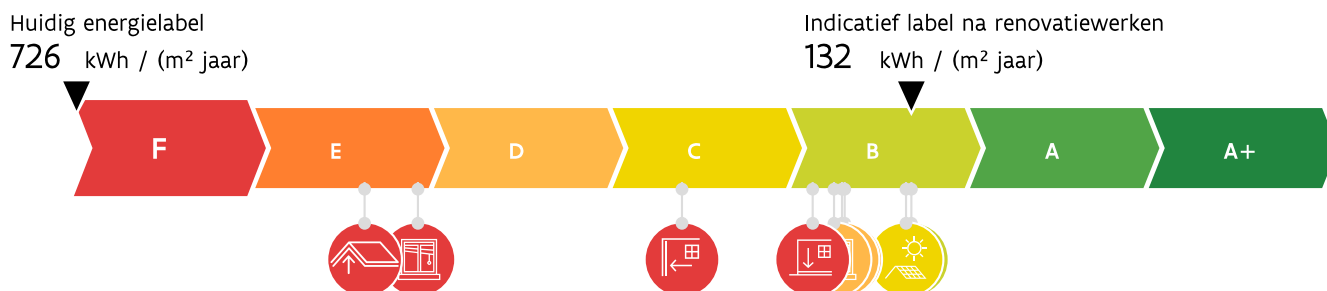 Huidig energielabel
726 kWh / (m² jaar)
Indicatief label na renovatiewerken
132 kWh / (m² jaar)
F E D C B A A+